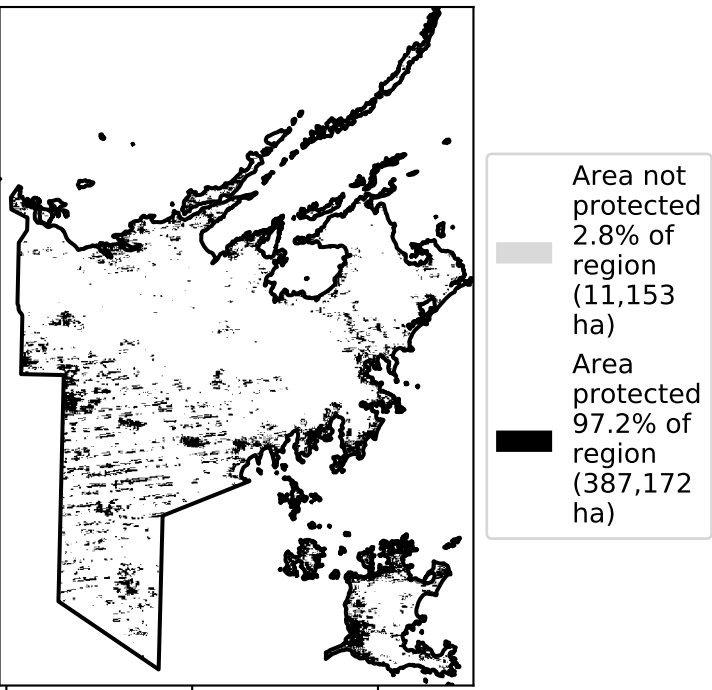 Area not
protected
2.8% of
region
(11,153
ha)
Area
protected
97.2% of
region
(387,172
ha)